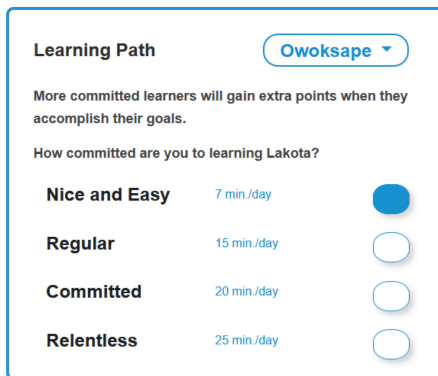 Learning Path
Owoksape
More committed learners will gain extra points when they
accomplish their goals.
How committed are you to learning Lakota?
Nice and Easy 7 min./day
Regular 15 min./day
Committed 20 min./day
Relentless 25 min./day